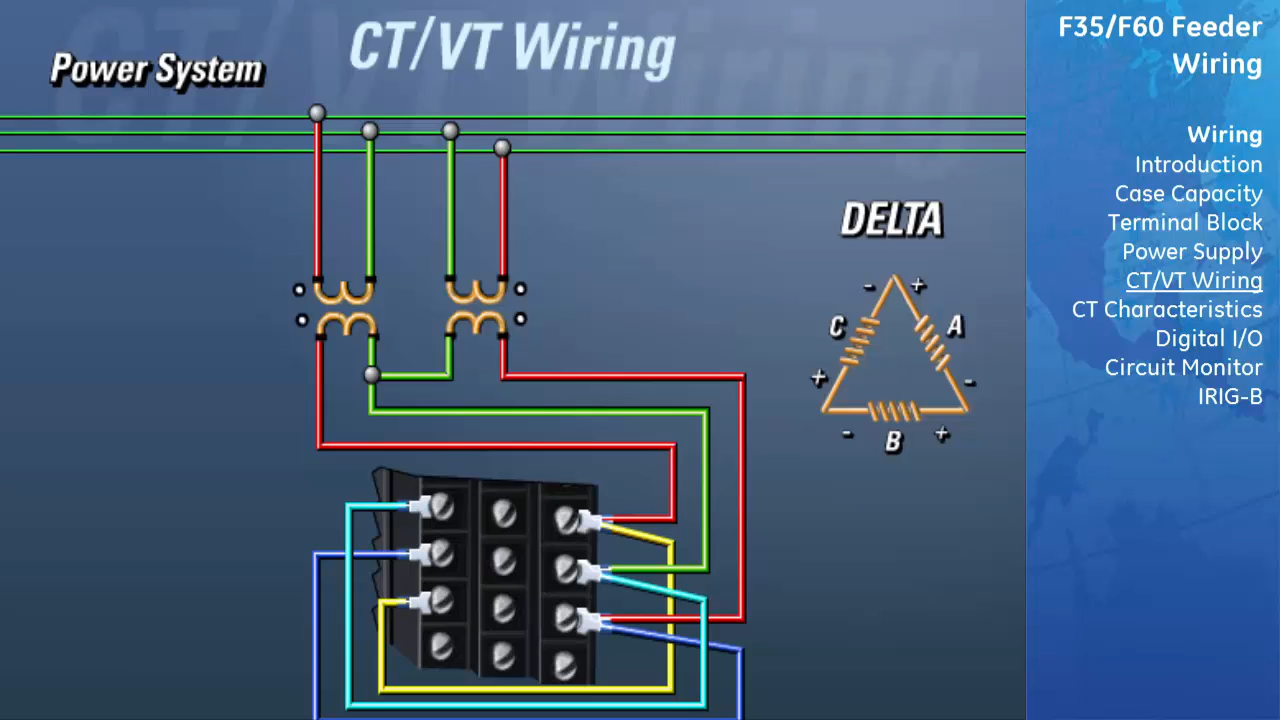 CT/VT Wiring
Power System
DELTA
- +
C A
+ -
- B +
F35/F60 Feeder
Wiring
Wiring
Introduction
Case Capacity
Terminal Block
Power Supply
CT/VT Wiring
CT Characteristics
Digital I/O
Circuit Monitor
IRIG-B